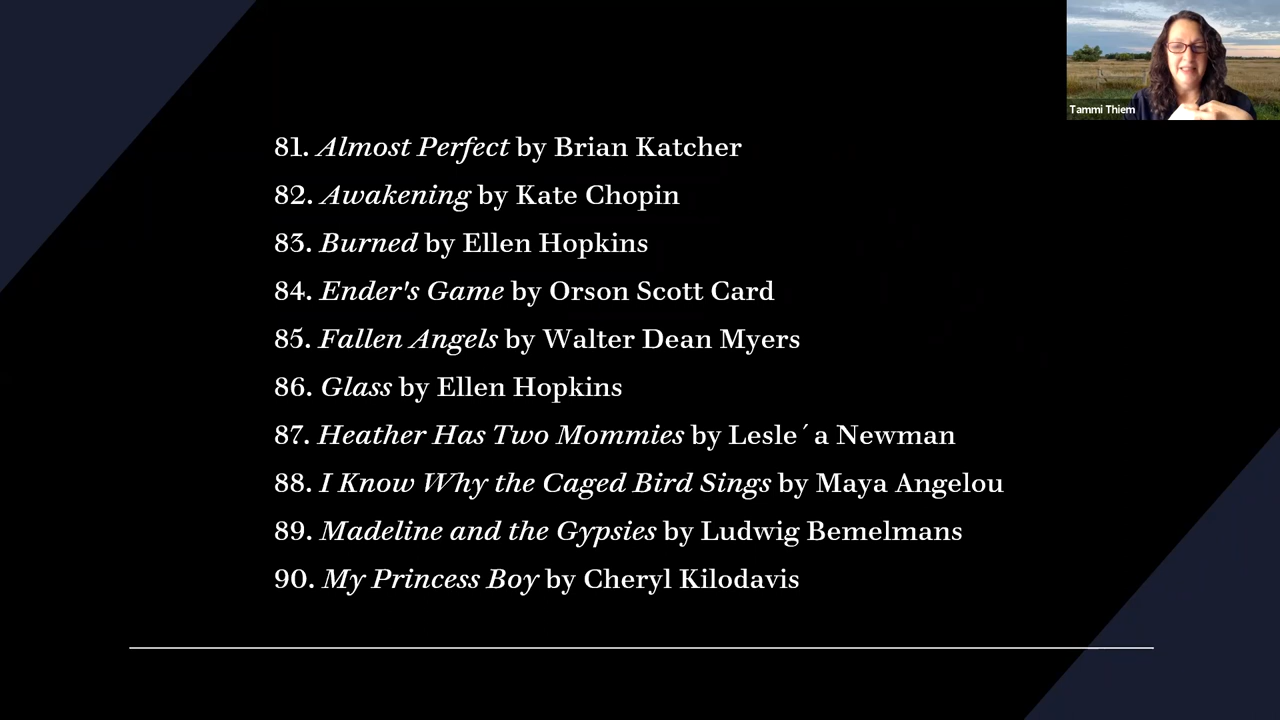 Tammi Thiem
81. Almost Perfect by Brian Katcher
82. Awakening by Kate Chopin
83. Burned by Ellen Hopkins
84. Ender's Game by Orson Scott Card
85. Fallen Angels by Walter Dean Myers
86. Glass by Ellen Hopkins
87. Heather Has Two Mommies by Lesle´a Newman
88. I Know Why the Caged Bird Sings by Maya Angelou
89. Madeline and the Gypsies by Ludwig Bemelmans
90. My Princess Boy by Cheryl Kilodavis